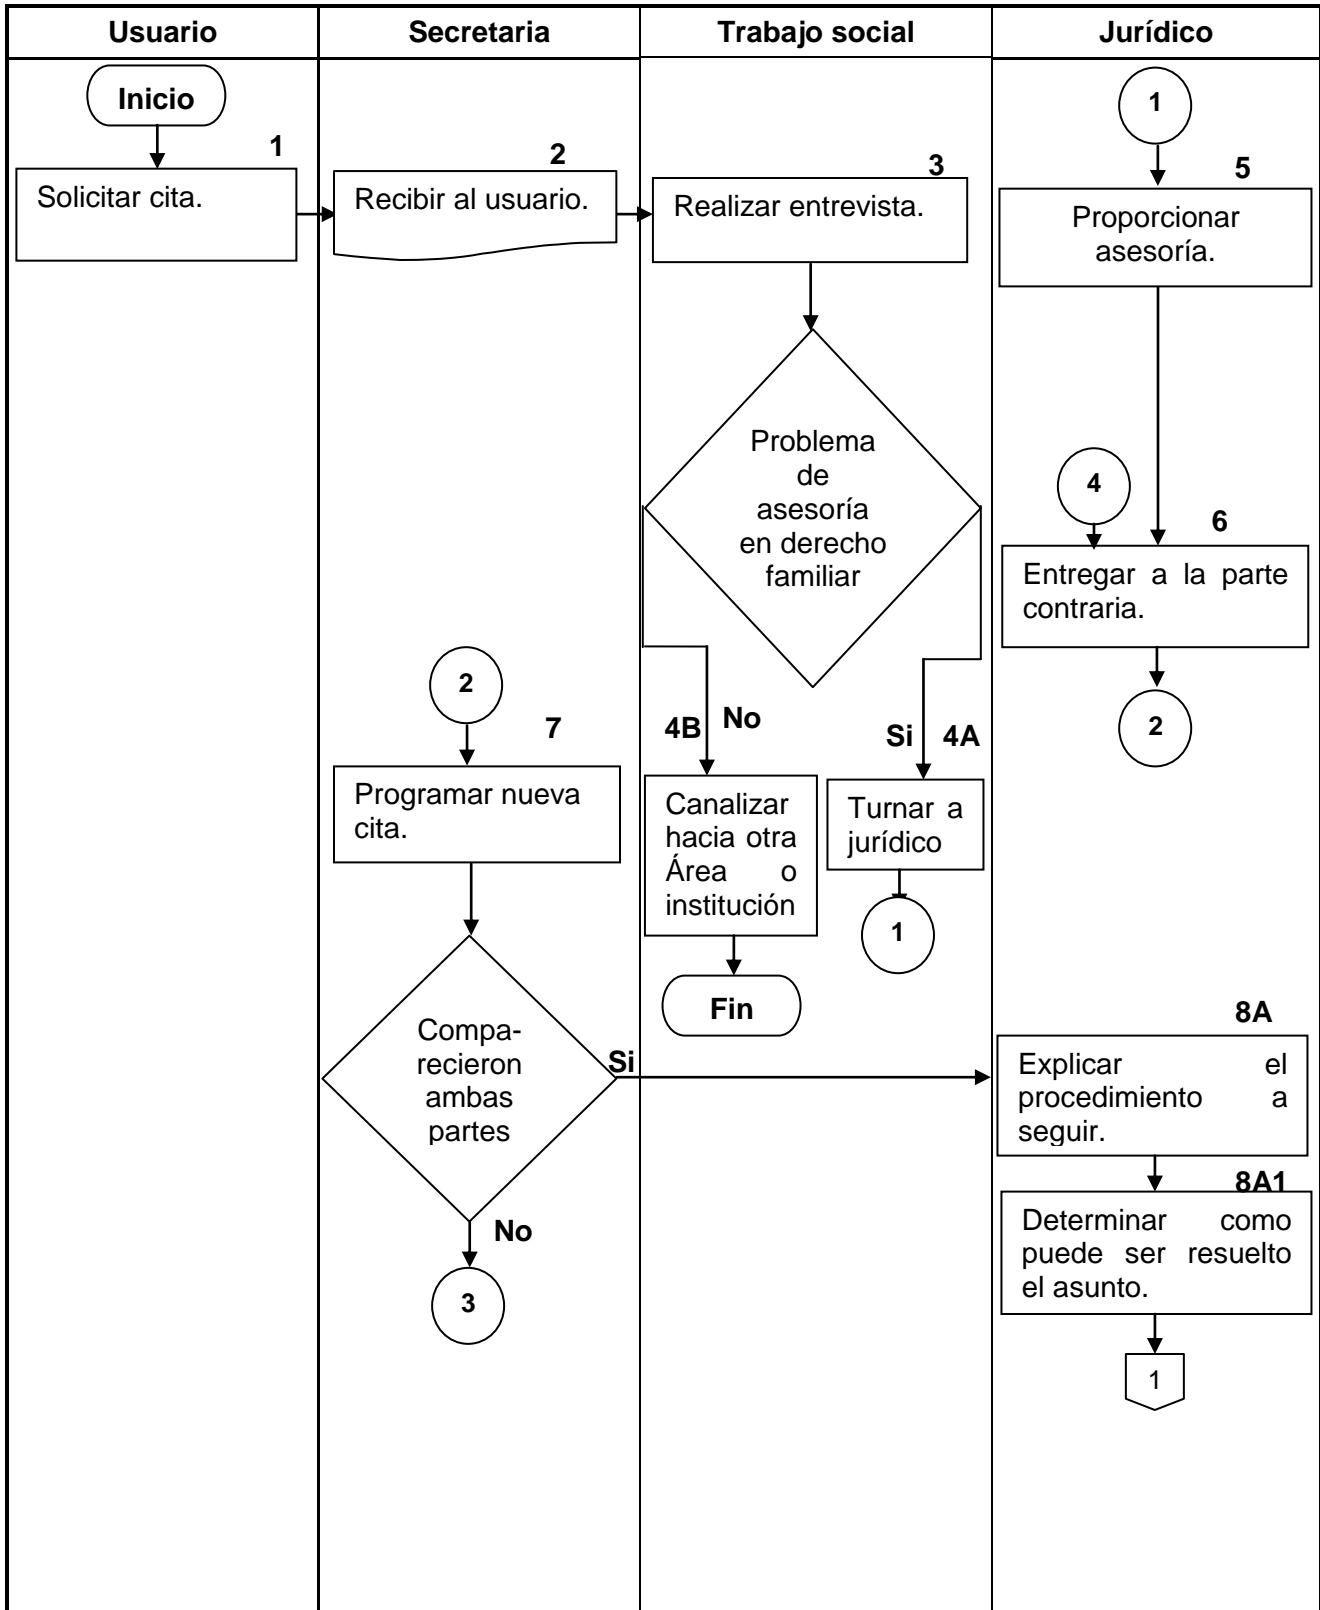 Usuario
Secretaria
Trabajo social
Jurídico
Inicio
1
Solicitar cita.
2
Recibir al usuario.
3
Realizar entrevista.
Problema
de
asesoría
en derecho
familiar
4B
No
Canalizar
hacia otra
Área o
institución
Fin
Si
4A
Turnar a
jurídico
1
1
5
Proporcionar
asesoría.
4
6
Entregar a la parte
contraria.
2
2
7
Programar nueva
cita.
Compa-
recieron
ambas
partes
Si
No
3
8A
Explicar el
procedimiento a
seguir.
8A1
Determinar como
puede ser resuelto
el asunto.
1